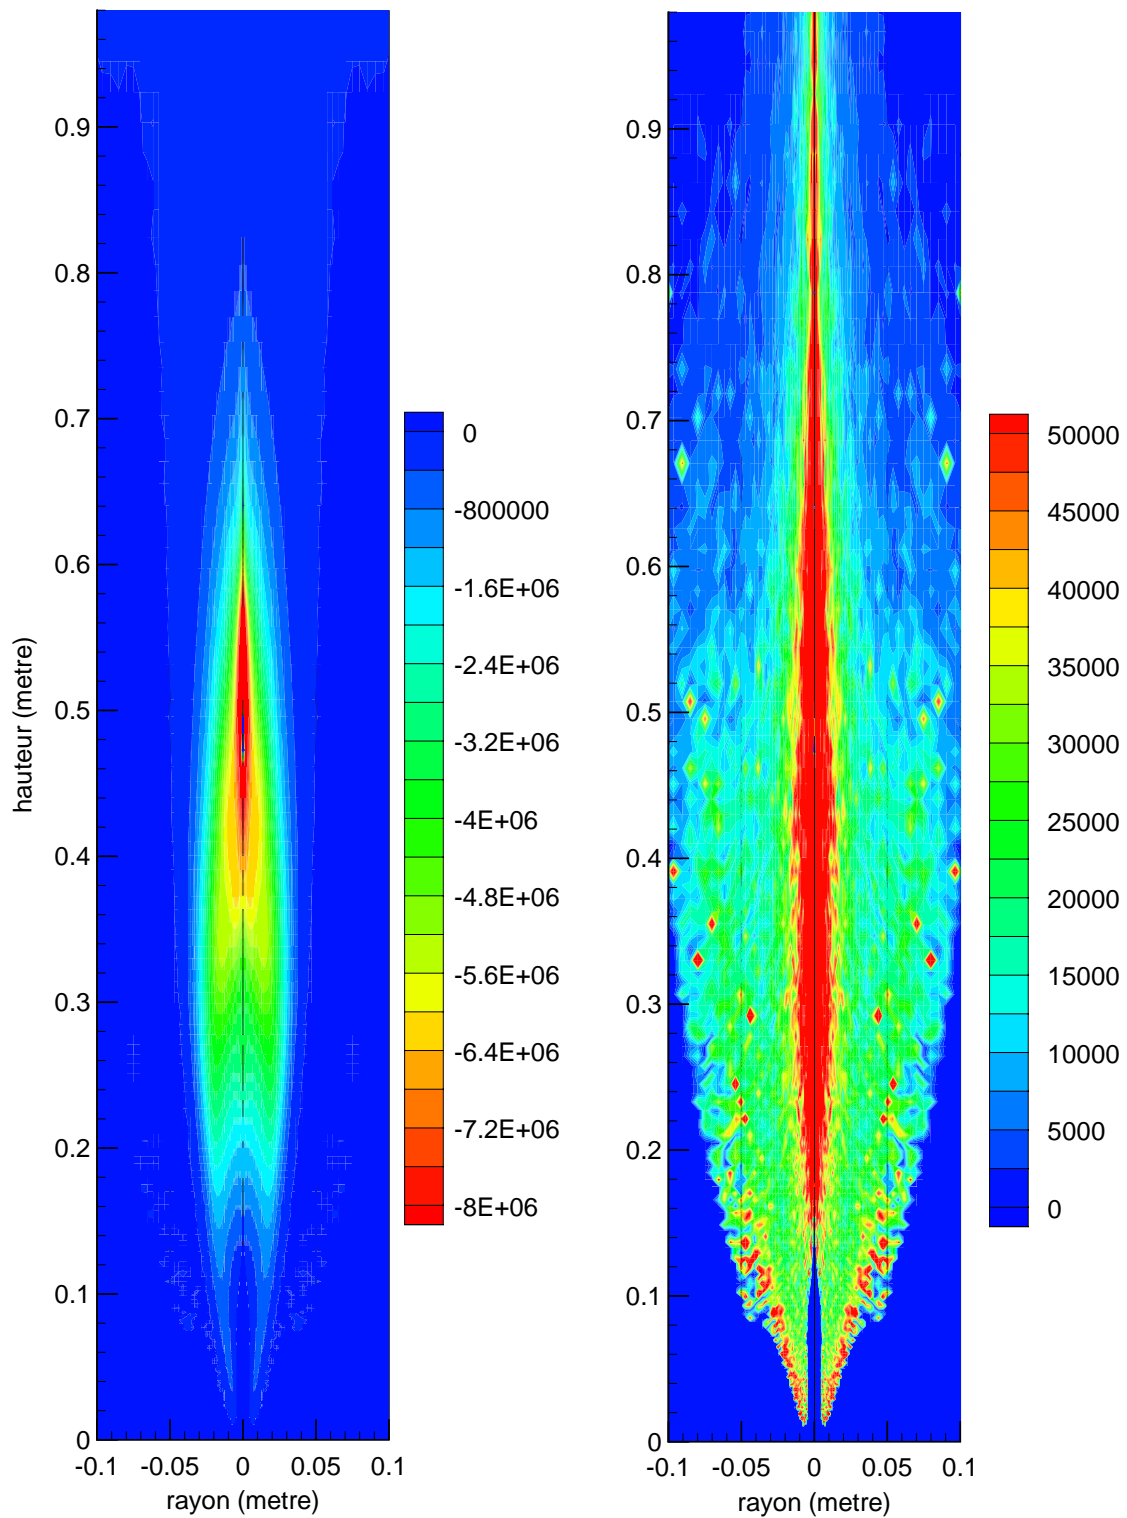 0.9
0.8
0.7
0.6
0.5
0.4
0.3
0.2
0.1
0
hauteur (metre)
-0.1 -0.05 0 0.05 0.1
rayon (metre)
0
-800000
-1.6E+06
-2.4E+06
-3.2E+06
-4E+06
-4.8E+06
-5.6E+06
-6.4E+06
-7.2E+06
-8E+06
0.9
0.8
0.7
0.6
0.5
0.4
0.3
0.2
0.1
0
-0.1 -0.05 0 0.05 0.1
rayon (metre)
50000
45000
40000
35000
30000
25000
20000
15000
10000
5000
0